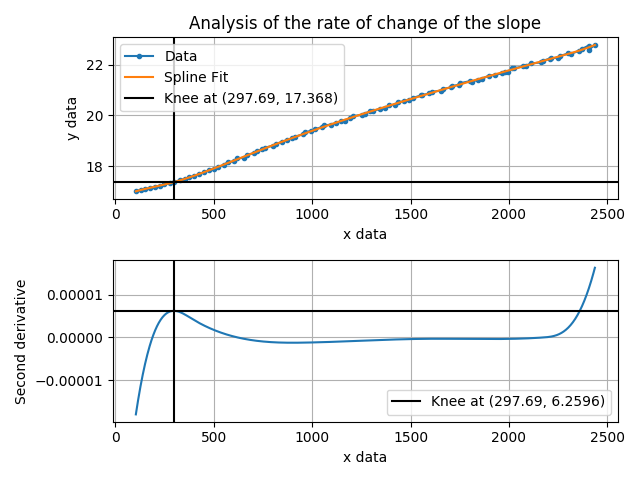 Analysis of the rate of change of the slope
Data
Spline Fit
Knee at (297.69, 17.368)
22
20
18
y data
0 500 1000 1500 2000 2500
x data
0.00001
0.00000
−0.00001
Second derivative
Knee at (297.69, 6.2596)
0 500 1000 1500 2000 2500
x data